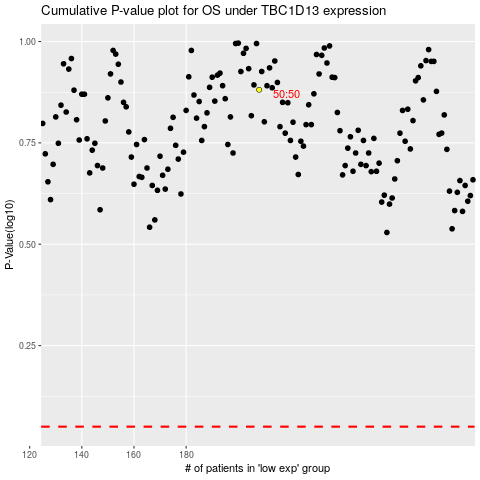 Cumulative P-value plot for OS under TBC1D13 expression
1.00
50:50
0.75
P-Value(log10)
0.50
0.25
120 140 160 180
# of patients in 'low exp' group